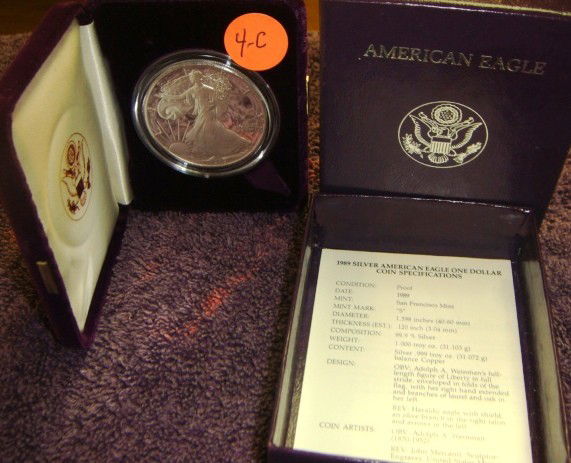 4-C
AMERICAN EAGLE
1989 SILVER AMERICAN EAGLE ONE DOLLAR
COIN SPECIFICATIONS
CONDITION: Proof
DATE: 1989
MINT: San Francisco Mint
MINT MARK "S"
DIAMETER: 1.598 inches (40.60 mm)
THICKNESS (EST.): .120 inch (3.04 mm)
COMPOSITION: 99.9 % Silver
WEIGHT: 1.000 troy oz. (31.103 g)
CONTENT: Silver .999 troy oz. (31.072 g)
balance Copper
DESIGN: OBV: Adolph A. Weinman's full-
length figure of Liberty in full
stride, enveloped in folds of the
flag, with her right hand extended
and branches of laurel and oak in
her left
REV: Heraldic eagle with shield,
an olive branch in the right talon
and arrows in the left
COIN ARTISTS: OBV: Adolph A. Weinman
(1870-1952)
REV: John Mercanti, Sculptor